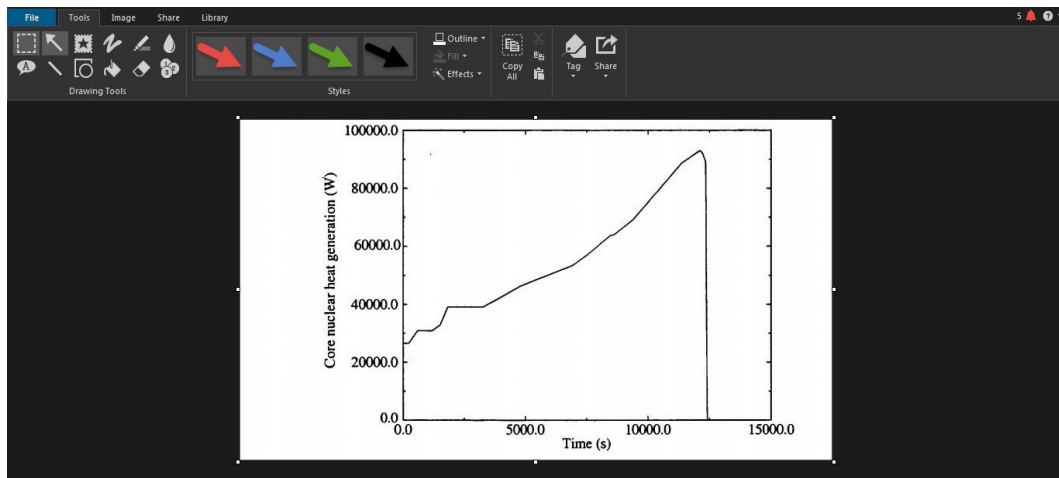 File Tools Image Share Library 5
Outline
Fill
Effects
Copy All
Tag
Share
Drawing Tools
Styles
100000.0
80000.0
60000.0
40000.0
20000.0
0.0
Core nuclear heat generation (W)
0.0 5000.0 10000.0 15000.0
Time (s)